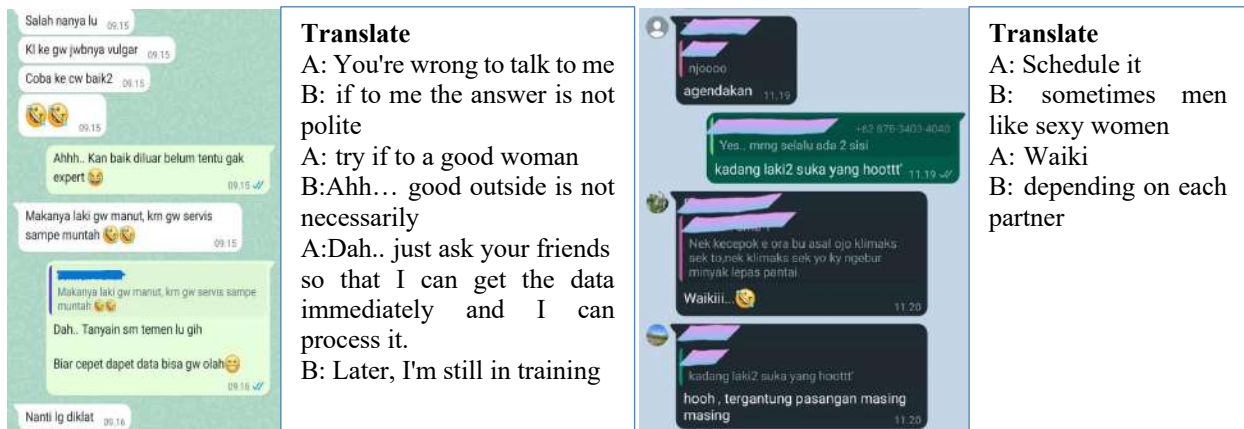 Salah nanya lu 09.15
Kl ke gw jwbnya vulgar 09.15
Coba ke cw baik2 09.15
09.15
Ahhh.. Kan baik diluar belum tentu gak
expert 09.15
Makanya laki gw manut, krn gw servis
sampe muntah 09.15
Makanya laki gw manut, krn gw servis sampe
muntah
Dah.. Tanyain sm temen lu gih
Biar cepet dapet data bisa gw olah
09.16
Nanti lg diklat 09.16
Translate
A: You're wrong to talk to me
B: if to me the answer is not
polite
A: try if to a good woman
B:Ahh… good outside is not
necessarily
A:Dah.. just ask your friends
so that I can get the data
immediately and I can
process it.
B: Later, I'm still in training
njoooo
agendakan 11.19
+62 878-3403-4040
Yes.. mmg selalu ada 2 sisi
kadang laki2 suka yang hoottt' 11.19
Nek kecepok e ora bu asal ojo klimaks
sek to,nek klimaks sek yo ky ngebur
minyak lepas pantai
Waikiii... 11.20
kadang laki2 suka yang hoottt'
hooh , tergantung pasangan masing
masing 11.20
Translate
A: Schedule it
B: sometimes men
like sexy women
A: Waiki
B: depending on each
partner